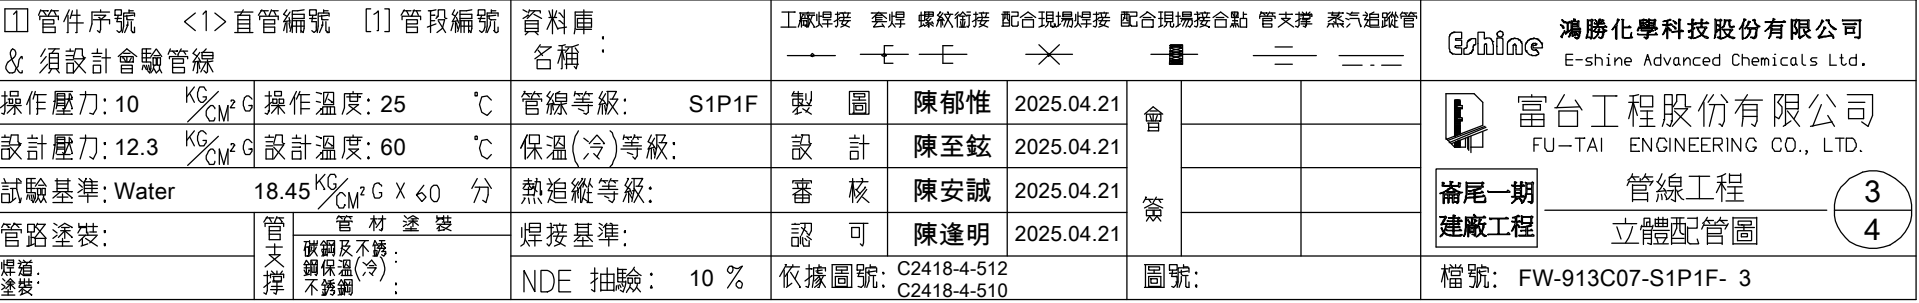 1 管件序號 <1>直管編號 [1]管段編號
& 須設計會驗管線
資料庫
名稱 :
工廠焊接 套焊 螺紋銜接 配合現場焊接 配合現場接合點 管支撐 蒸汽追蹤管
Eshine 鴻勝化學科技股份有限公司
E-shine Advanced Chemicals Ltd.
操作壓力: 10 KG/CM² G 操作溫度: 25 °C 管線等級: S1P1F 製 圖 陳郁惟 2025.04.21
設計壓力: 12.3 KG/CM² G 設計溫度: 60 °C 保溫(冷)等級: 設 計 陳至鉉 2025.04.21
試驗基準: Water 18.45 KG/CM² G X 60 分 熱追縱等級: 審 核 陳安誠 2025.04.21
管路塗裝: 管支撐 管 材 塗 裝 焊接基準: 認 可 陳逢明 2025.04.21
焊道.
塗裝:
碳鋼及不銹 :
鋼保溫(冷)
不銹鋼 :
NDE 抽驗: 10 % 依據圖號: C2418-4-512
C2418-4-510
會
簽
圖號:
富台工程股份有限公司
FU-TAI ENGINEERING CO., LTD.
崙尾一期
建廠工程
管線工程
立體配管圖
3
4
檔號: FW-913C07-S1P1F- 3